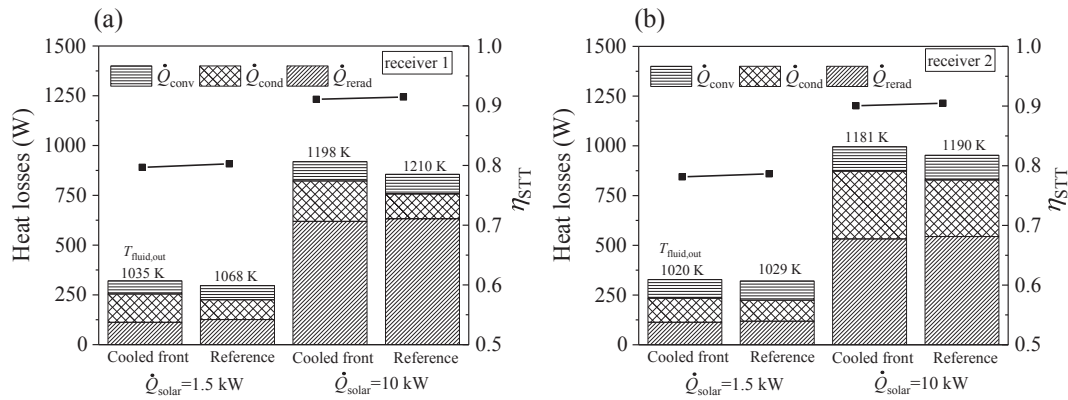 (a)
1500
1250
1000
750
500
250
0
Heat losses (W)
receiver 1
Q̇conv Q̇cond Q̇rerad
1198 K
1210 K
Tfluid,out
1035 K
1068 K
1.0
0.9
0.8
0.7
0.6
0.5
ηSTT
Cooled front Reference Cooled front Reference
Q̇solar=1.5 kW Q̇solar=10 kW
(b)
1500
1250
1000
750
500
250
0
Heat losses (W)
receiver 2
Q̇conv Q̇cond Q̇rerad
1181 K
1190 K
Tfluid,out
1020 K
1029 K
1.0
0.9
0.8
0.7
0.6
0.5
ηSTT
Cooled front Reference Cooled front Reference
Q̇solar=1.5 kW Q̇solar=10 kW